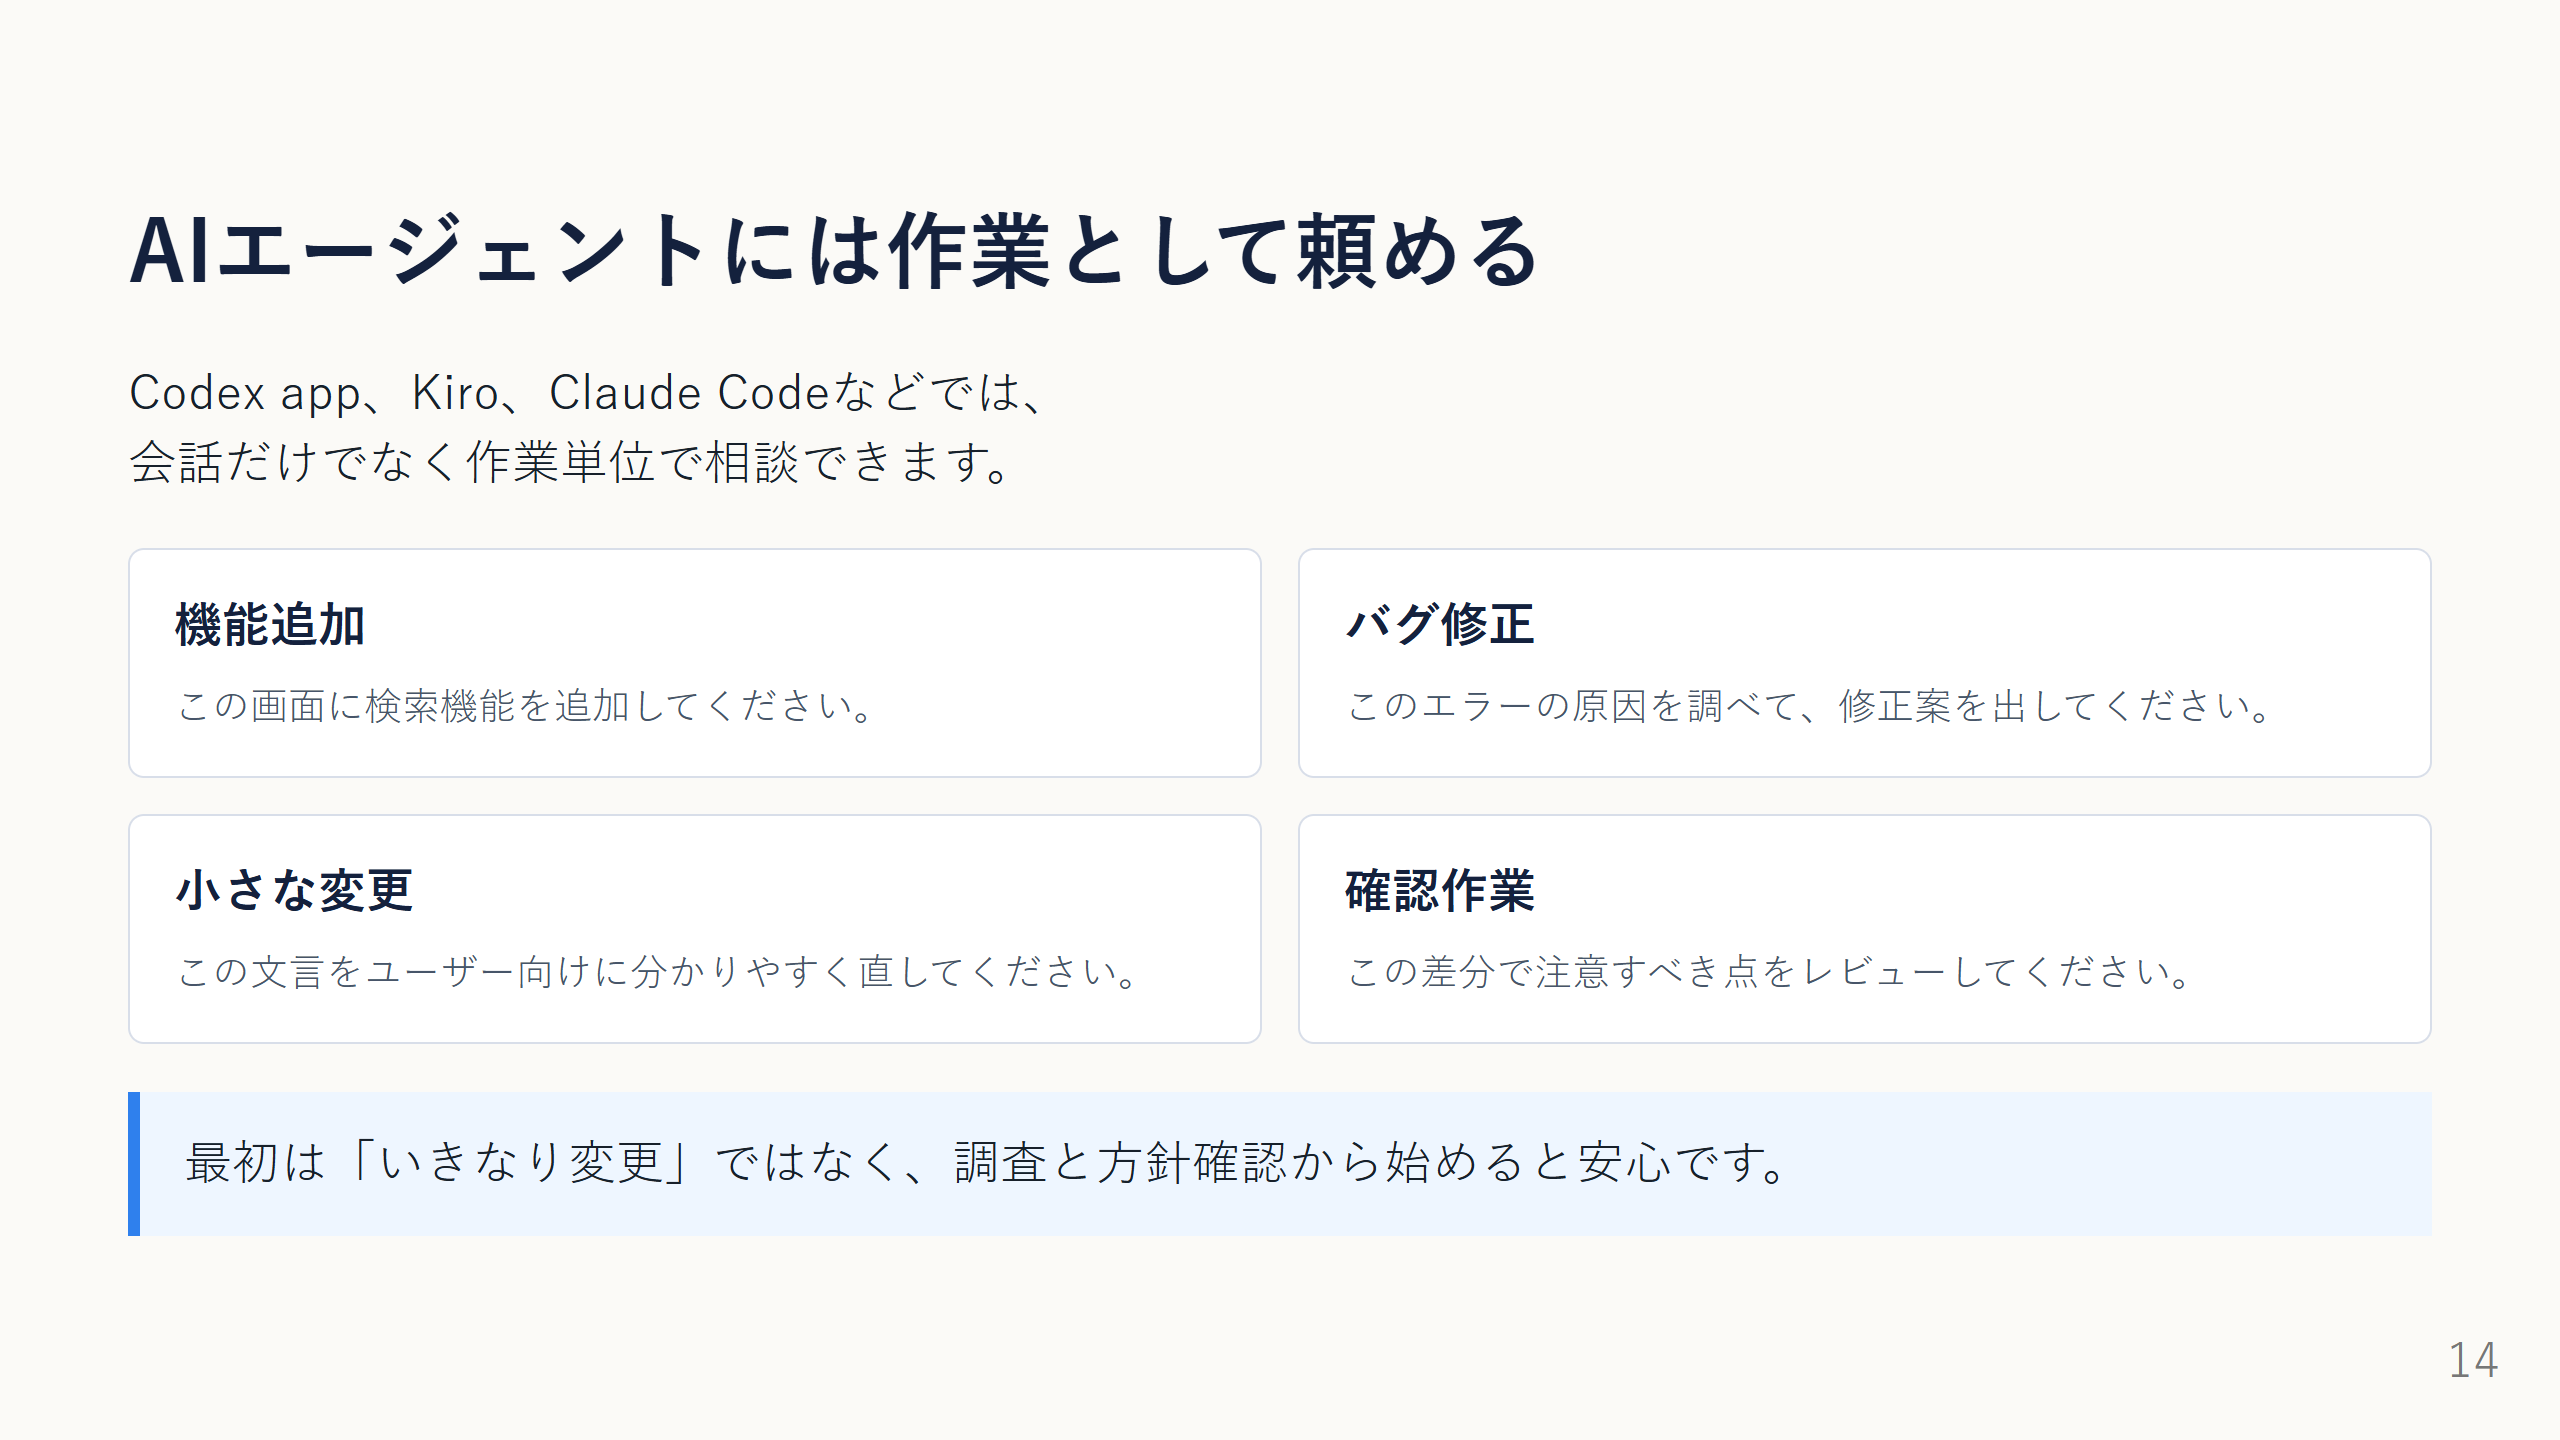 AIエージェントには作業として頼める
Codex app、Kiro、Claude Codeなどでは、
会話だけでなく作業単位で相談できます。
機能追加
この画面に検索機能を追加してください。
バグ修正
このエラーの原因を調べて、修正案を出してください。
小さな変更
この文言をユーザー向けに分かりやすく直してください。
確認作業
この差分で注意すべき点をレビューしてください。
最初は「いきなり変更」ではなく、調査と方針確認から始めると安心です。
14